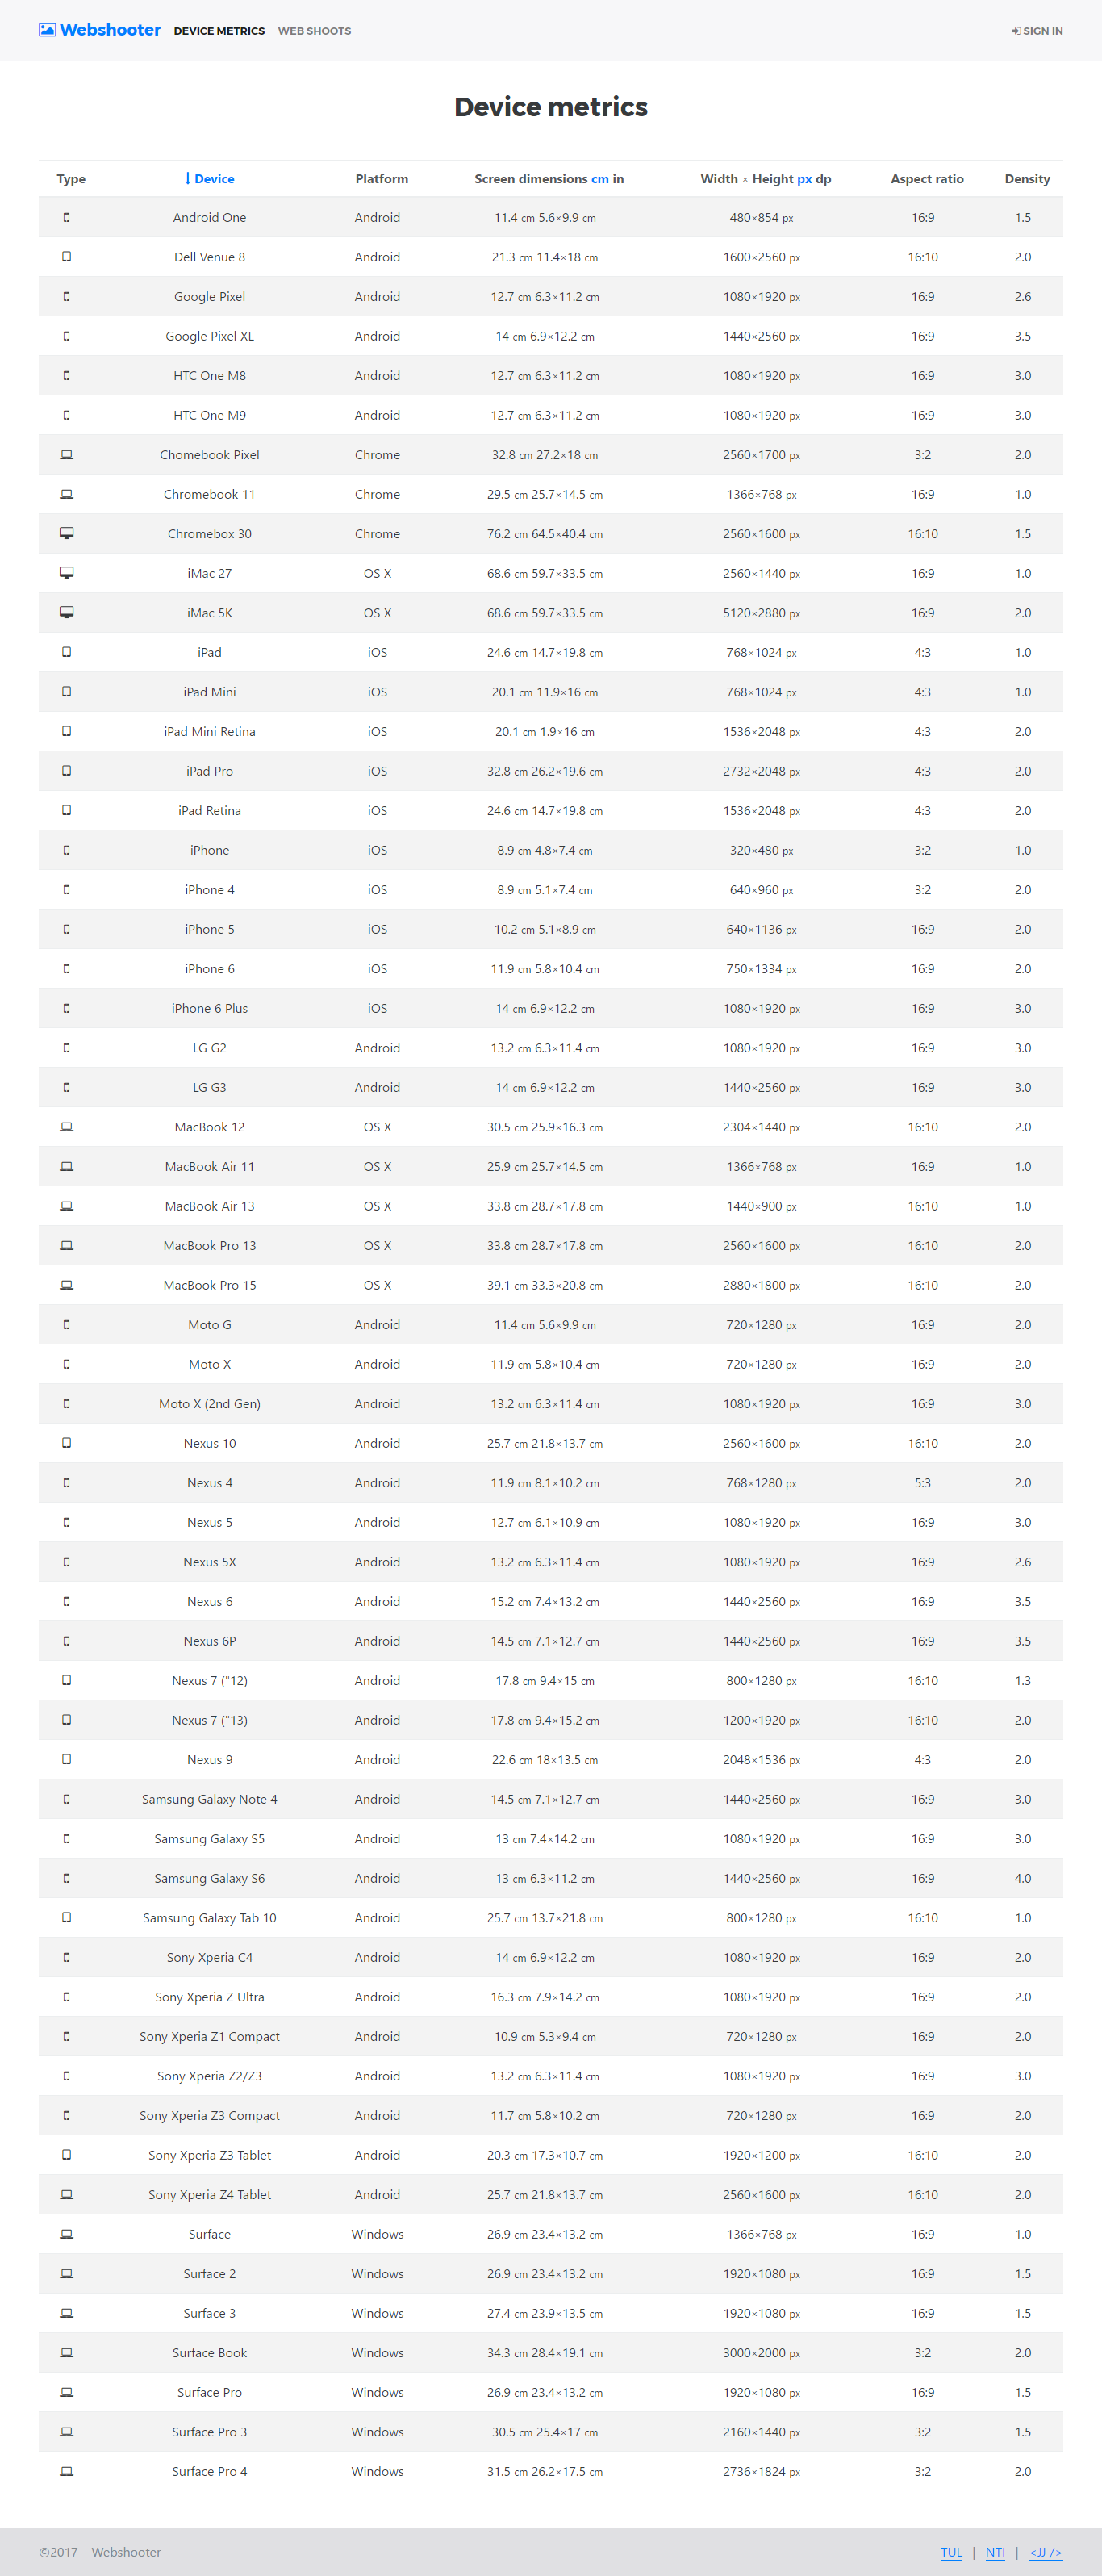 Webshooter DEVICE METRICS WEB SHOOTS SIGN IN
Device metrics
Type Device Platform Screen dimensions cm in Width × Height px dp Aspect ratio Density
Android One Android 11.4 cm 5.6×9.9 cm 480×854 px 16:9 1.5
Dell Venue 8 Android 21.3 cm 11.4×18 cm 1600×2560 px 16:10 2.0
Google Pixel Android 12.7 cm 6.3×11.2 cm 1080×1920 px 16:9 2.6
Google Pixel XL Android 14 cm 6.9×12.2 cm 1440×2560 px 16:9 3.5
HTC One M8 Android 12.7 cm 6.3×11.2 cm 1080×1920 px 16:9 3.0
HTC One M9 Android 12.7 cm 6.3×11.2 cm 1080×1920 px 16:9 3.0
Chomebook Pixel Chrome 32.8 cm 27.2×18 cm 2560×1700 px 3:2 2.0
Chromebook 11 Chrome 29.5 cm 25.7×14.5 cm 1366×768 px 16:9 1.0
Chromebox 30 Chrome 76.2 cm 64.5×40.4 cm 2560×1600 px 16:10 1.5
iMac 27 OS X 68.6 cm 59.7×33.5 cm 2560×1440 px 16:9 1.0
iMac 5K OS X 68.6 cm 59.7×33.5 cm 5120×2880 px 16:9 2.0
iPad iOS 24.6 cm 14.7×19.8 cm 768×1024 px 4:3 1.0
iPad Mini iOS 20.1 cm 11.9×16 cm 768×1024 px 4:3 1.0
iPad Mini Retina iOS 20.1 cm 1.9×16 cm 1536×2048 px 4:3 2.0
iPad Pro iOS 32.8 cm 26.2×19.6 cm 2732×2048 px 4:3 2.0
iPad Retina iOS 24.6 cm 14.7×19.8 cm 1536×2048 px 4:3 2.0
iPhone iOS 8.9 cm 4.8×7.4 cm 320×480 px 3:2 1.0
iPhone 4 iOS 8.9 cm 5.1×7.4 cm 640×960 px 3:2 2.0
iPhone 5 iOS 10.2 cm 5.1×8.9 cm 640×1136 px 16:9 2.0
iPhone 6 iOS 11.9 cm 5.8×10.4 cm 750×1334 px 16:9 2.0
iPhone 6 Plus iOS 14 cm 6.9×12.2 cm 1080×1920 px 16:9 3.0
LG G2 Android 13.2 cm 6.3×11.4 cm 1080×1920 px 16:9 3.0
LG G3 Android 14 cm 6.9×12.2 cm 1440×2560 px 16:9 3.0
MacBook 12 OS X 30.5 cm 25.9×16.3 cm 2304×1440 px 16:10 2.0
MacBook Air 11 OS X 25.9 cm 25.7×14.5 cm 1366×768 px 16:9 1.0
MacBook Air 13 OS X 33.8 cm 28.7×17.8 cm 1440×900 px 16:10 1.0
MacBook Pro 13 OS X 33.8 cm 28.7×17.8 cm 2560×1600 px 16:10 2.0
MacBook Pro 15 OS X 39.1 cm 33.3×20.8 cm 2880×1800 px 16:10 2.0
Moto G Android 11.4 cm 5.6×9.9 cm 720×1280 px 16:9 2.0
Moto X Android 11.9 cm 5.8×10.4 cm 720×1280 px 16:9 2.0
Moto X (2nd Gen) Android 13.2 cm 6.3×11.4 cm 1080×1920 px 16:9 3.0
Nexus 10 Android 25.7 cm 21.8×13.7 cm 2560×1600 px 16:10 2.0
Nexus 4 Android 11.9 cm 8.1×10.2 cm 768×1280 px 5:3 2.0
Nexus 5 Android 12.7 cm 6.1×10.9 cm 1080×1920 px 16:9 3.0
Nexus 5X Android 13.2 cm 6.3×11.4 cm 1080×1920 px 16:9 2.6
Nexus 6 Android 15.2 cm 7.4×13.2 cm 1440×2560 px 16:9 3.5
Nexus 6P Android 14.5 cm 7.1×12.7 cm 1440×2560 px 16:9 3.5
Nexus 7 ("12) Android 17.8 cm 9.4×15 cm 800×1280 px 16:10 1.3
Nexus 7 ("13) Android 17.8 cm 9.4×15.2 cm 1200×1920 px 16:10 2.0
Nexus 9 Android 22.6 cm 18×13.5 cm 2048×1536 px 4:3 2.0
Samsung Galaxy Note 4 Android 14.5 cm 7.1×12.7 cm 1440×2560 px 16:9 3.0
Samsung Galaxy S5 Android 13 cm 7.4×14.2 cm 1080×1920 px 16:9 3.0
Samsung Galaxy S6 Android 13 cm 6.3×11.2 cm 1440×2560 px 16:9 4.0
Samsung Galaxy Tab 10 Android 25.7 cm 13.7×21.8 cm 800×1280 px 16:10 1.0
Sony Xperia C4 Android 14 cm 6.9×12.2 cm 1080×1920 px 16:9 2.0
Sony Xperia Z Ultra Android 16.3 cm 7.9×14.2 cm 1080×1920 px 16:9 2.0
Sony Xperia Z1 Compact Android 10.9 cm 5.3×9.4 cm 720×1280 px 16:9 2.0
Sony Xperia Z2/Z3 Android 13.2 cm 6.3×11.4 cm 1080×1920 px 16:9 3.0
Sony Xperia Z3 Compact Android 11.7 cm 5.8×10.2 cm 720×1280 px 16:9 2.0
Sony Xperia Z3 Tablet Android 20.3 cm 17.3×10.7 cm 1920×1200 px 16:10 2.0
Sony Xperia Z4 Tablet Android 25.7 cm 21.8×13.7 cm 2560×1600 px 16:10 2.0
Surface Windows 26.9 cm 23.4×13.2 cm 1366×768 px 16:9 1.0
Surface 2 Windows 26.9 cm 23.4×13.2 cm 1920×1080 px 16:9 1.5
Surface 3 Windows 27.4 cm 23.9×13.5 cm 1920×1080 px 16:9 1.5
Surface Book Windows 34.3 cm 28.4×19.1 cm 3000×2000 px 3:2 2.0
Surface Pro Windows 26.9 cm 23.4×13.2 cm 1920×1080 px 16:9 1.5
Surface Pro 3 Windows 30.5 cm 25.4×17 cm 2160×1440 px 3:2 1.5
Surface Pro 4 Windows 31.5 cm 26.2×17.5 cm 2736×1824 px 3:2 2.0
©2017 – Webshooter TUL | NTI | <JJ />